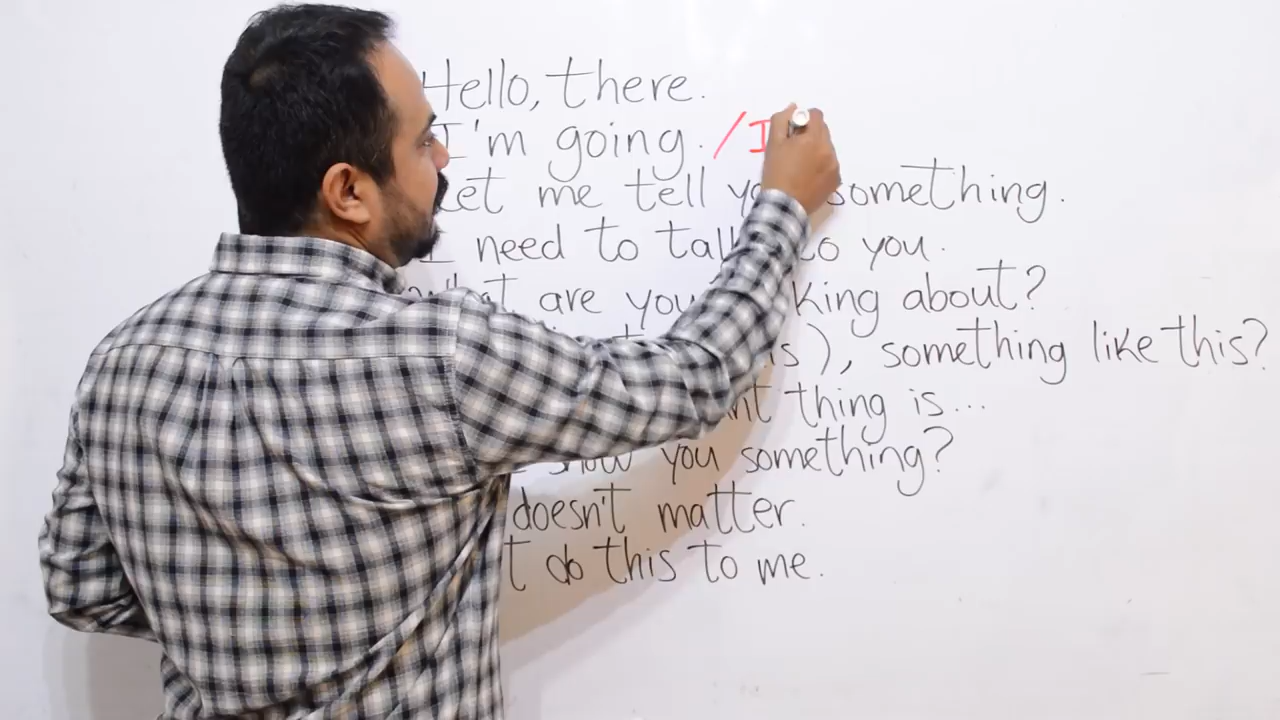 Hello, there.
I'm going. / I
Let me tell you something.
I need to talk to you.
What are you talking about?
), something like this?
thing is...
show you something?
doesn't matter.
do this to me.